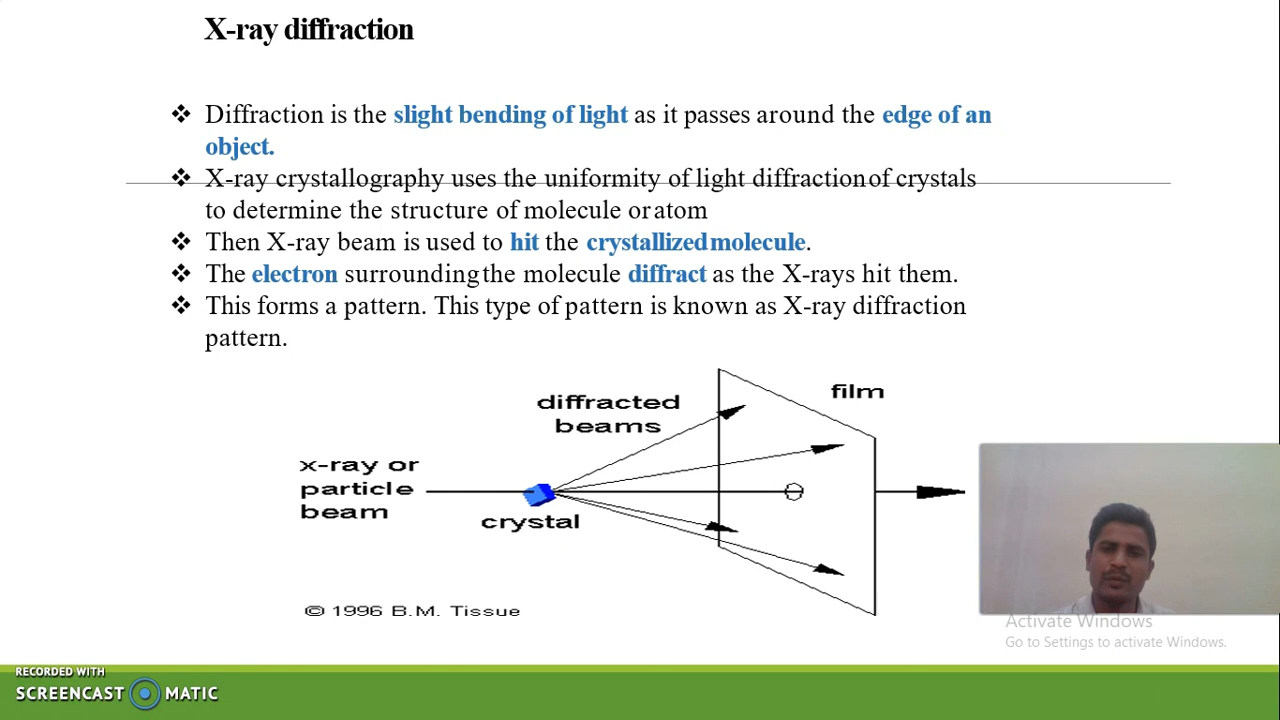 X-ray diffraction
❖ Diffraction is the slight bending of light as it passes around the edge of an
object.
❖ X-ray crystallography uses the uniformity of light diffraction of crystals
to determine the structure of molecule or atom
❖ Then X-ray beam is used to hit the crystallized molecule.
❖ The electron surrounding the molecule diffract as the X-rays hit them.
❖ This forms a pattern. This type of pattern is known as X-ray diffraction
pattern.
film
diffracted
beams
x-ray or
particle
beam
crystal
© 1996 B.M. Tissue
Activate Windows
Go to Settings to activate Windows.
RECORDED WITH
SCREENCAST MATIC